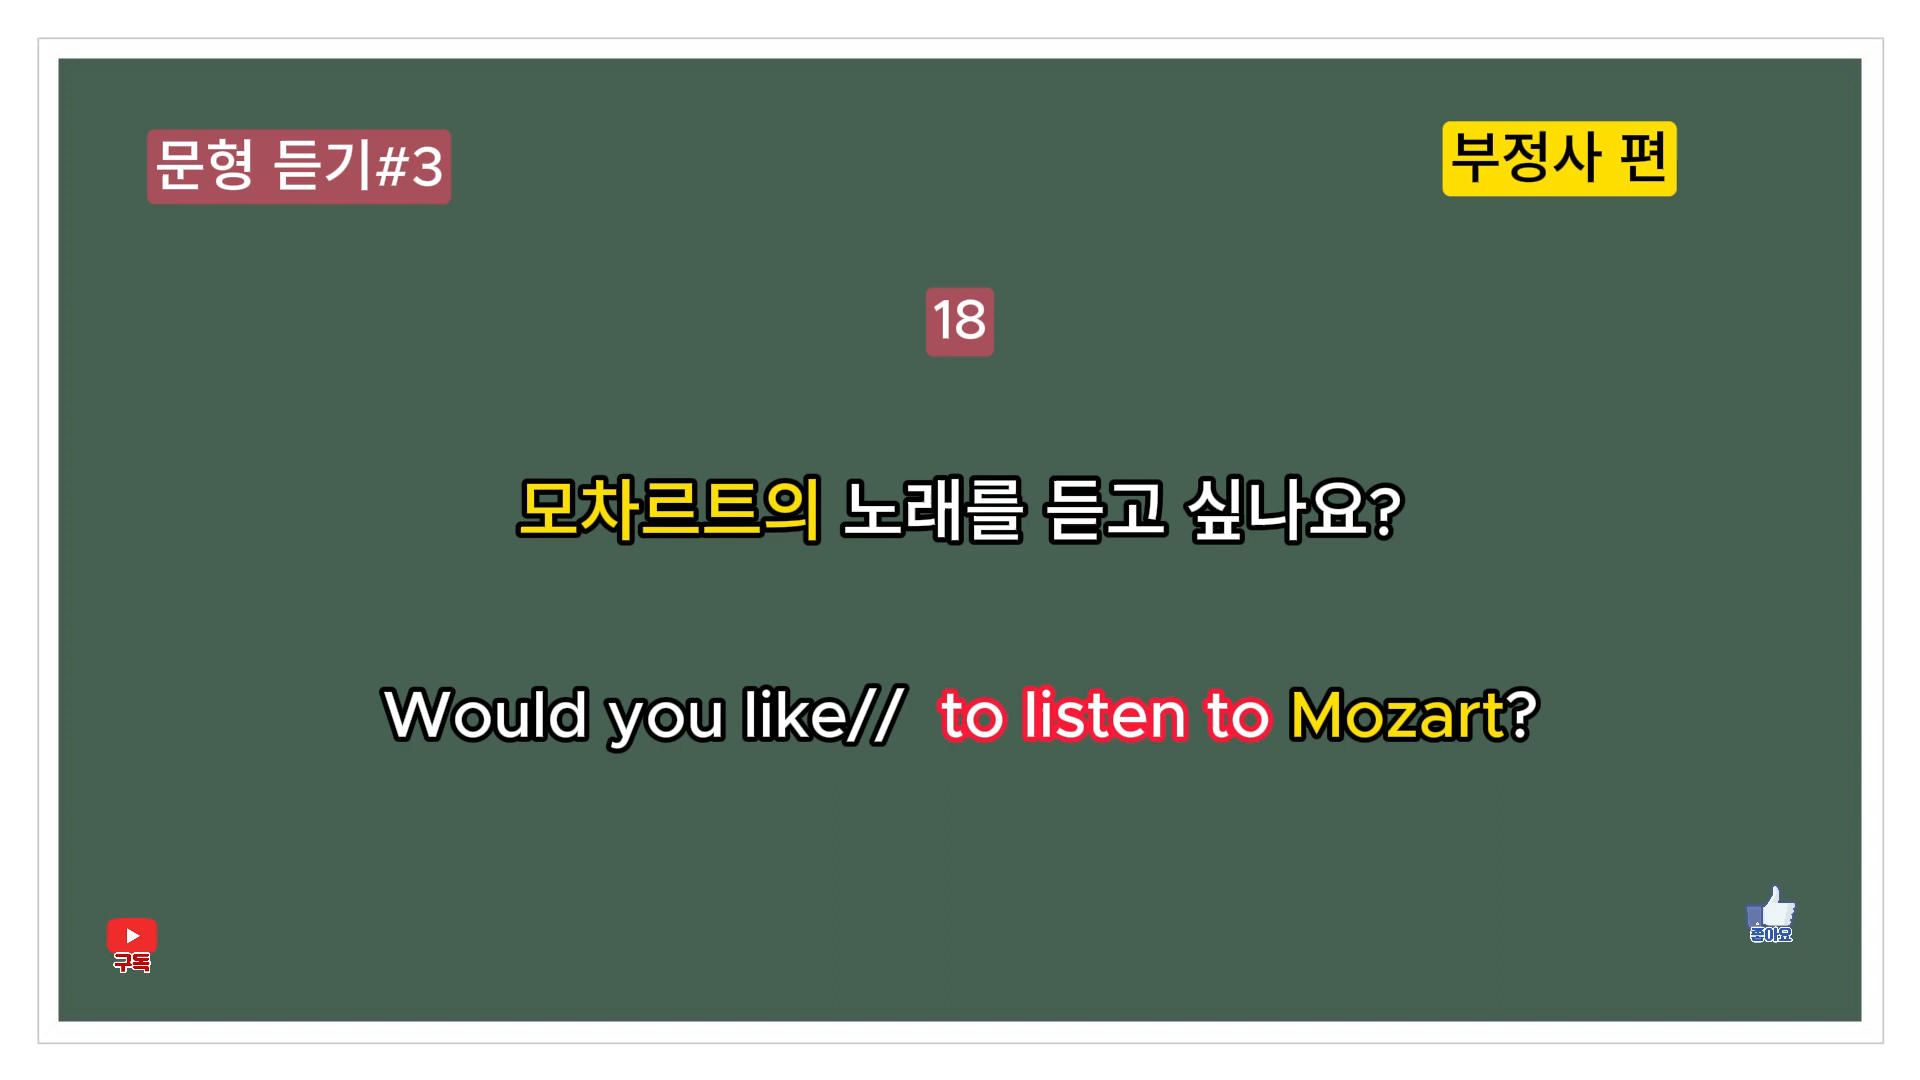 문형 듣기#3
부정사 편
18
모차르트의 노래를 듣고 싶나요?
Would you like// to listen to Mozart?
구독
좋아요